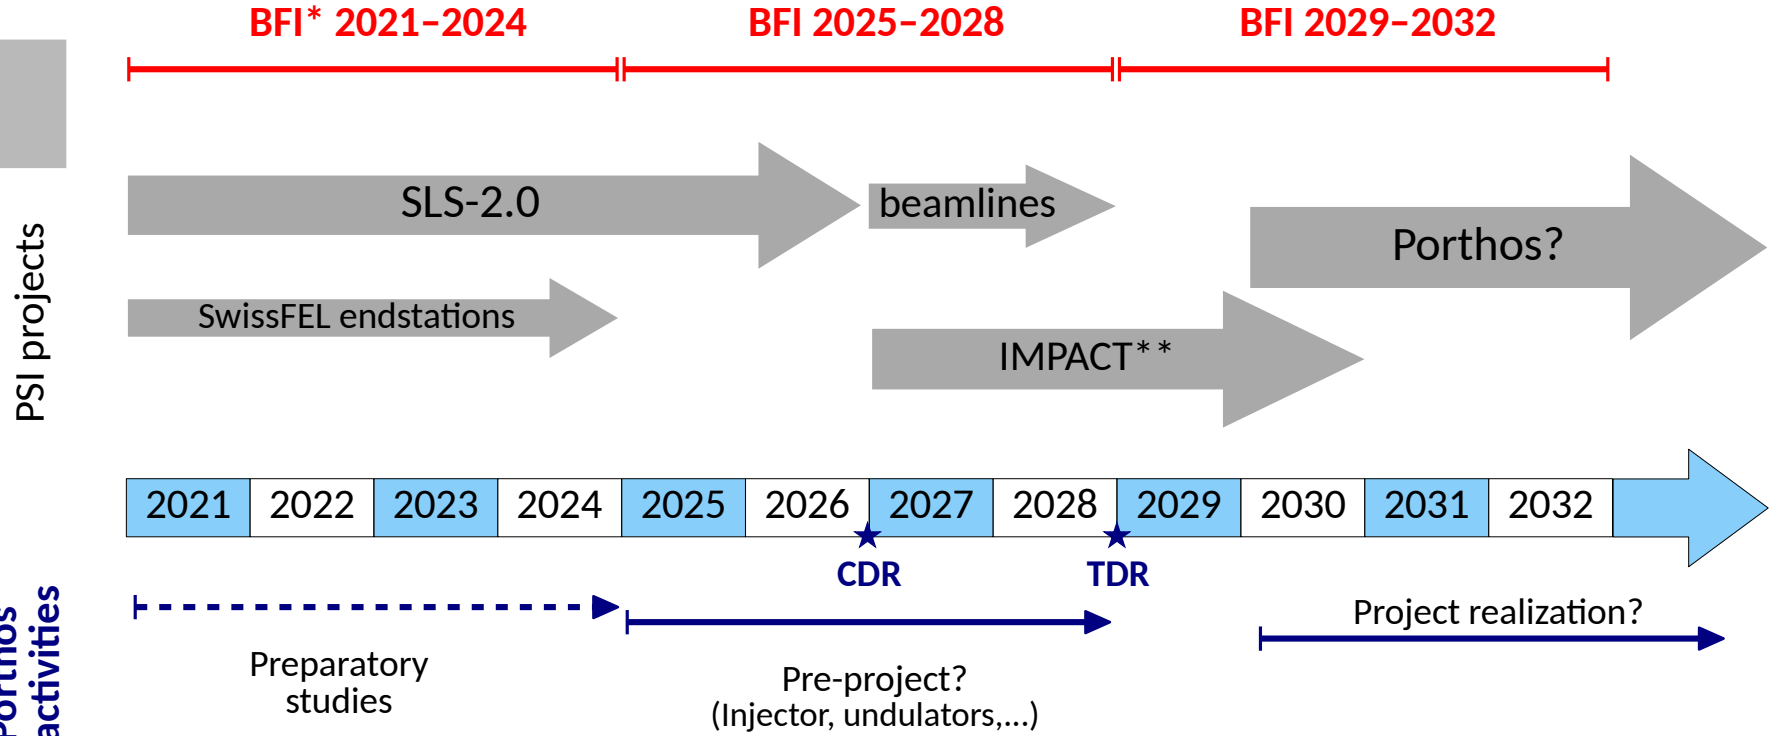 BFI* 2021–2024
BFI 2025–2028
BFI 2029–2032
PSI projects
SLS-2.0
beamlines
Porthos?
SwissFEL endstations
IMPACT**
2021
2022
2023
2024
2025
2026
2027
2028
2029
2030
2031
2032
CDR
TDR
Porthos
activities
Preparatory
studies
Pre-project?
(Injector, undulators,...)
Project realization?